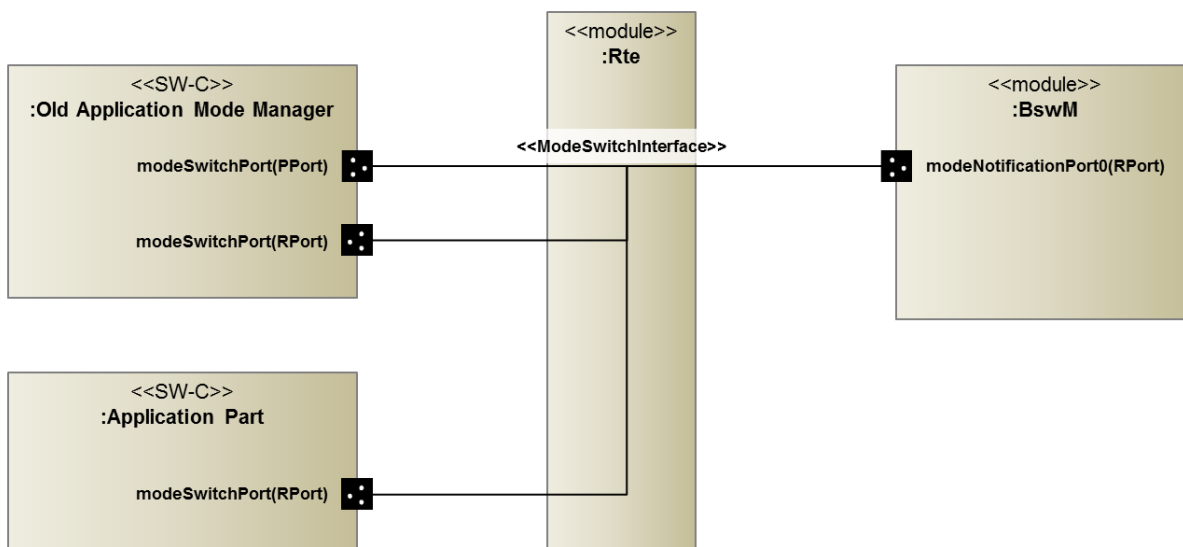 <<module>>
:Rte
<<SW-C>>
:Old Application Mode Manager
<<module>>
:BswM
<<ModeSwitchInterface>>
modeSwitchPort(PPort)
modeNotificationPort0(RPort)
modeSwitchPort(RPort)
<<SW-C>>
:Application Part
modeSwitchPort(RPort)